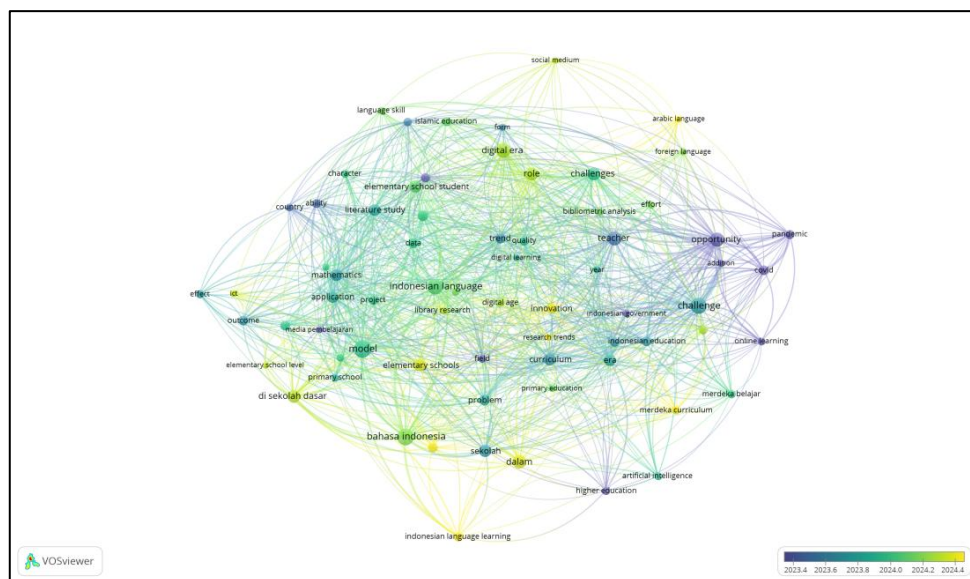 social medium
arabic language
language skill
islamic education
form
digital era
foreign language
character
elementary school student
role
challenges
country
ability
literature study
bibliometric analysis
effort
data
trend
quality
teacher
opportunity
pandemic
digital learning
addition
covid
mathematics
year
indonesian language
effect
ict
application
project
library research
digital age
innovation
indonesian government
challenge
outcome
media pembelajaran
research trends
indonesian education
online learning
model
field
curriculum
era
elementary school level
primary school
elementary schools
di sekolah dasar
primary education
merdeka belajar
problem
merdeka curriculum
bahasa indonesia
sekolah
dalam
artificial intelligence
higher education
indonesian language learning
VOSviewer
2023.4 2023.6 2023.8 2024.0 2024.2 2024.4